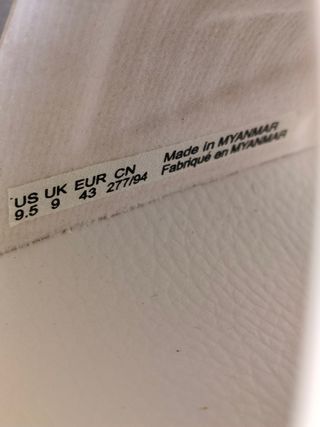 US UK EUR CN
9.5 9 43 277/94
Made in MYANMAR
Fabriqué en MYANMAR